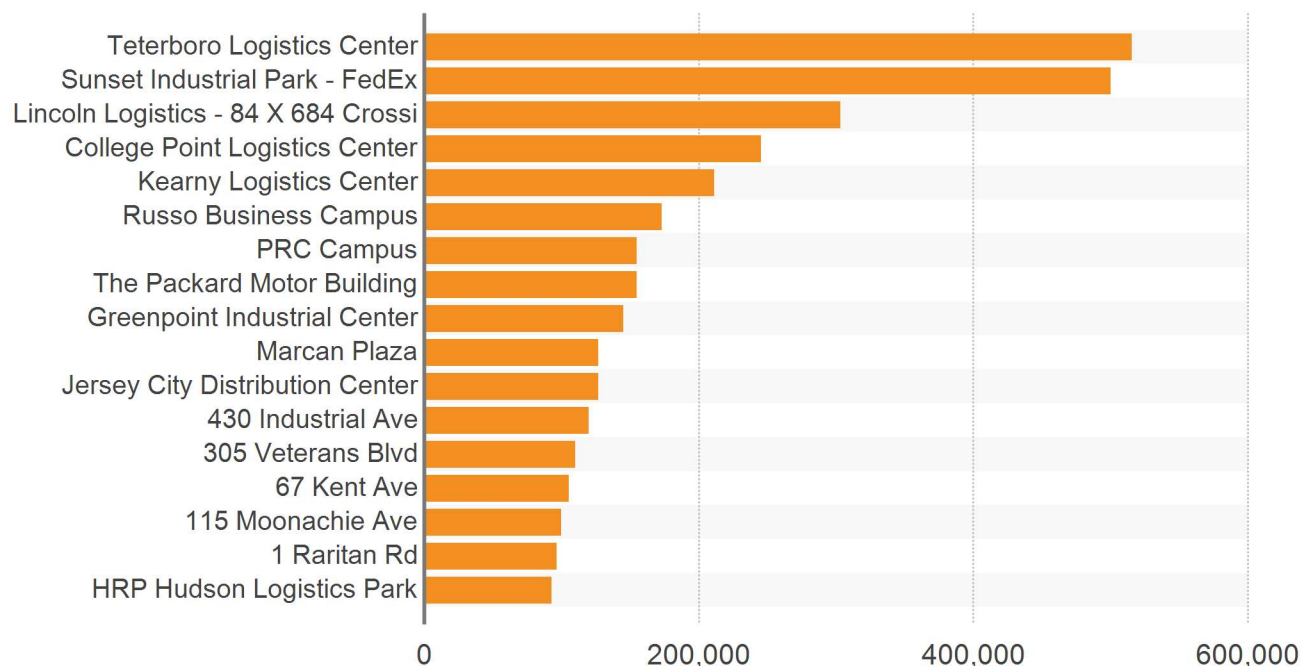 Teterboro Logistics Center
Sunset Industrial Park - FedEx
Lincoln Logistics - 84 X 684 Crossi
College Point Logistics Center
Kearny Logistics Center
Russo Business Campus
PRC Campus
The Packard Motor Building
Greenpoint Industrial Center
Marcan Plaza
Jersey City Distribution Center
430 Industrial Ave
305 Veterans Blvd
67 Kent Ave
115 Moonachie Ave
1 Raritan Rd
HRP Hudson Logistics Park
0 200,000 400,000 600,000